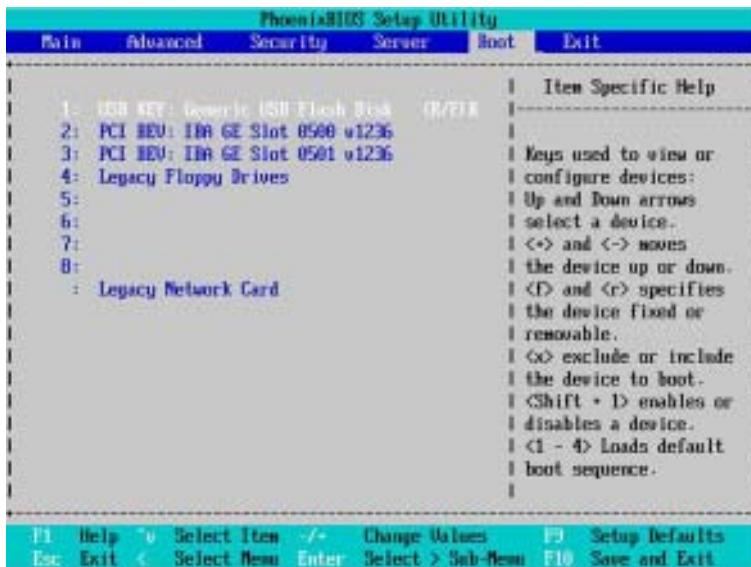 PhoenixBIOS Setup Utility
Main Advanced Security Server Boot Exit
Item Specific Help
1: USB KEY: Generic USB Flash Disk
2: PCI BEV: IBA GE Slot 0500 v1236
3: PCI BEV: IBA GE Slot 0501 v1236
4: Legacy Floppy Drives
5:
6:
7:
8:
: Legacy Network Card
Keys used to view or
configure devices:
Up and Down arrows
select a device.
<+> and <-> moves
the device up or down.
<f> and <r> specifies
the device fixed or
removable.
<x> exclude or include
the device to boot.
<Shift + 1> enables or
disables a device.
<1 - 4> Loads default
boot sequence.
F1 Help ^v Select Item -/+ Change Values F9 Setup Defaults
Esc Exit < Select Menu Enter Select > Sub-Menu F10 Save and Exit